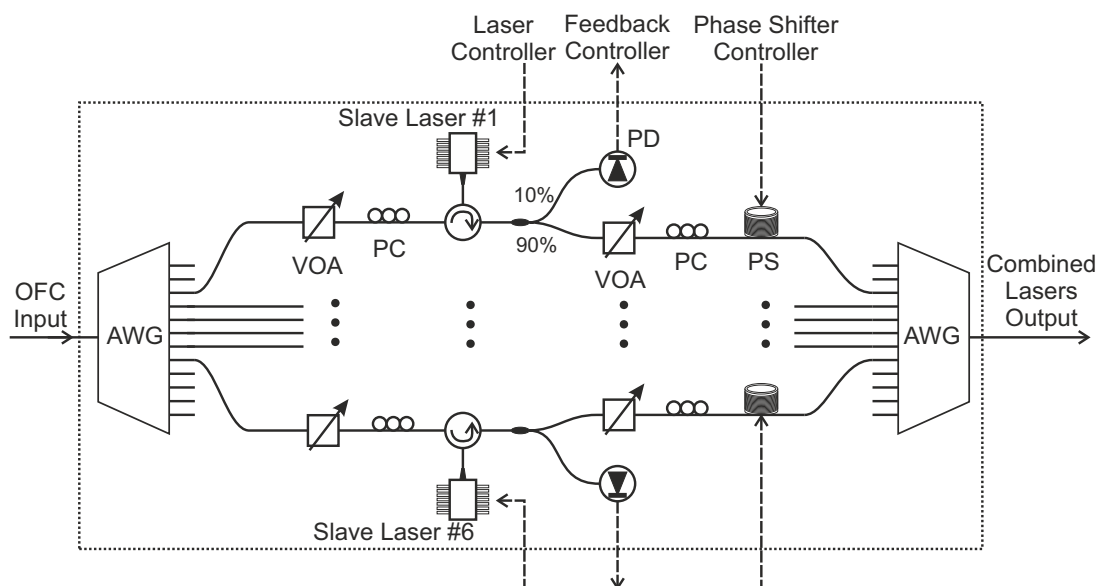 Laser
Controller
Feedback
Controller
Phase Shifter
Controller
Slave Laser #1
PD
10%
90%
VOA
PC
VOA
PC
PS
OFC
Input
AWG
AWG
Combined
Lasers
Output
Slave Laser #6